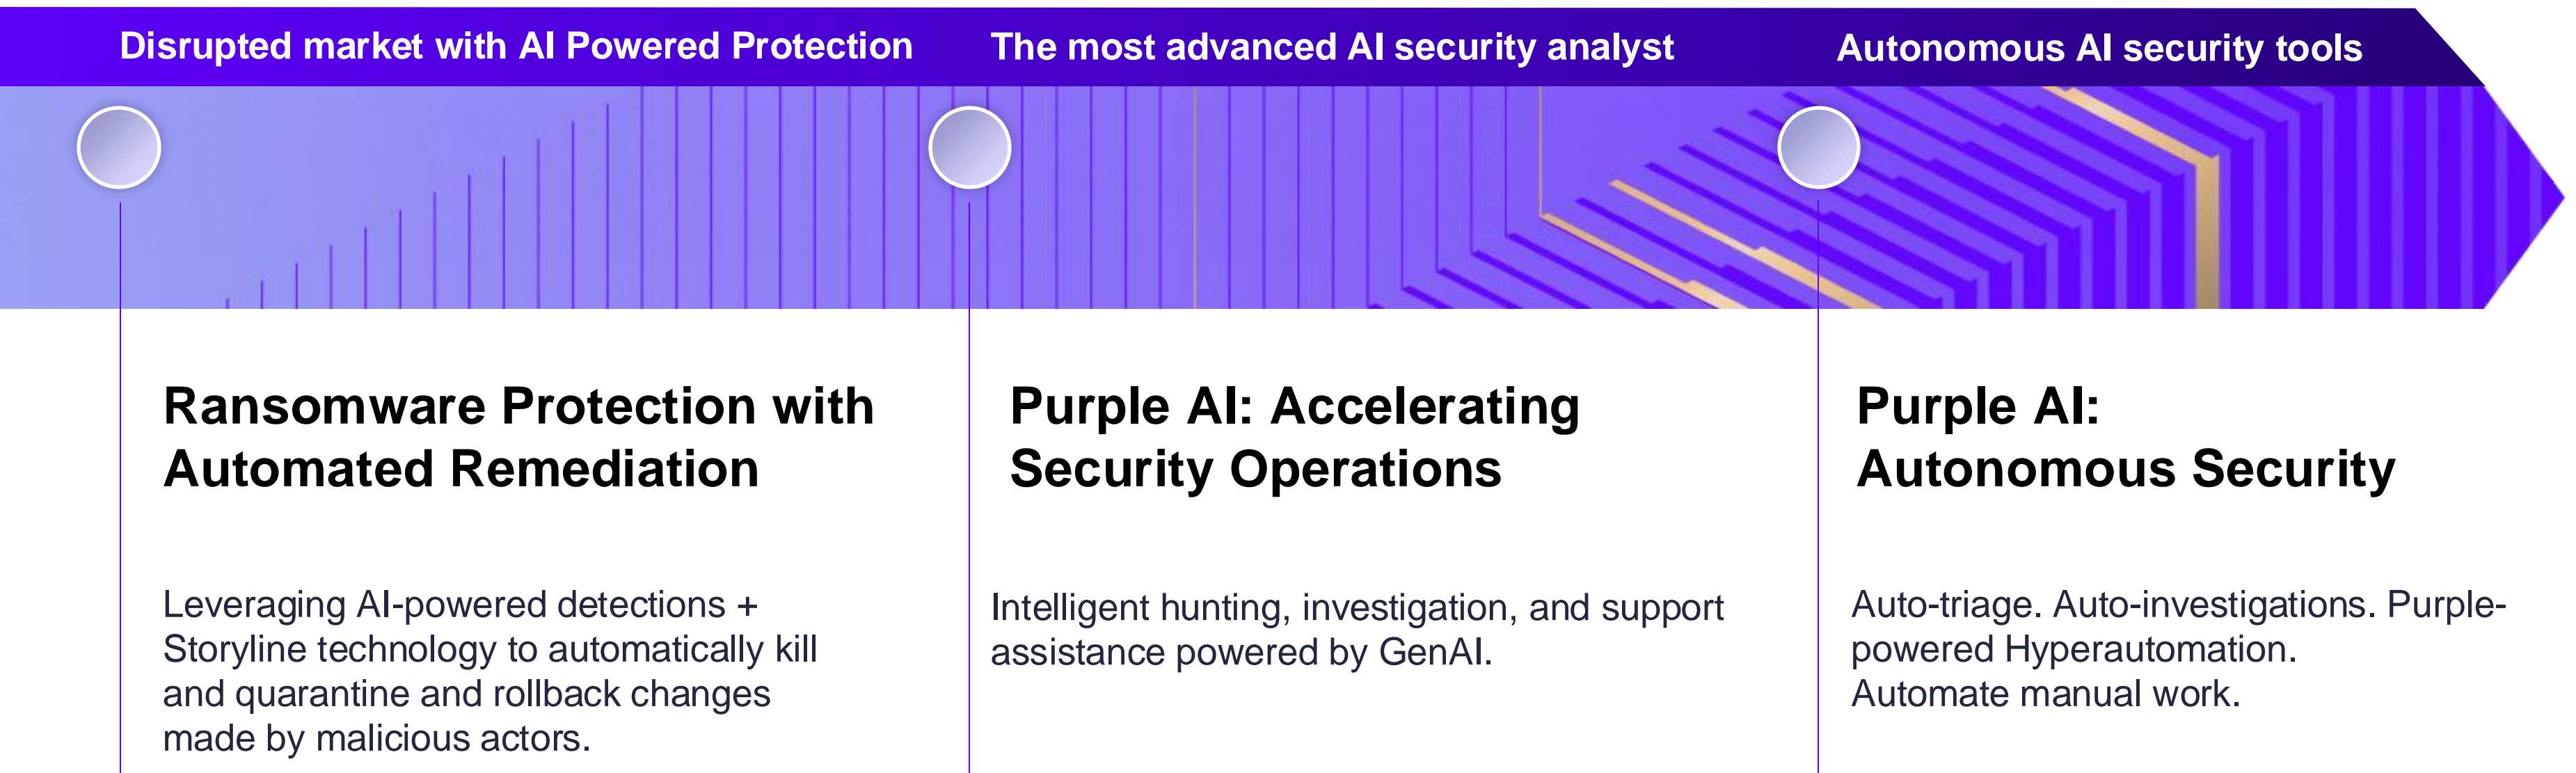 Disrupted market with AI Powered Protection
The most advanced AI security analyst
Autonomous AI security tools
Ransomware Protection with
Automated Remediation
Leveraging AI-powered detections +
Storyline technology to automatically kill
and quarantine and rollback changes
made by malicious actors.
Purple AI: Accelerating
Security Operations
Intelligent hunting, investigation, and support
assistance powered by GenAI.
Purple AI:
Autonomous Security
Auto-triage. Auto-investigations. Purple-
powered Hyperautomation.
Automate manual work.